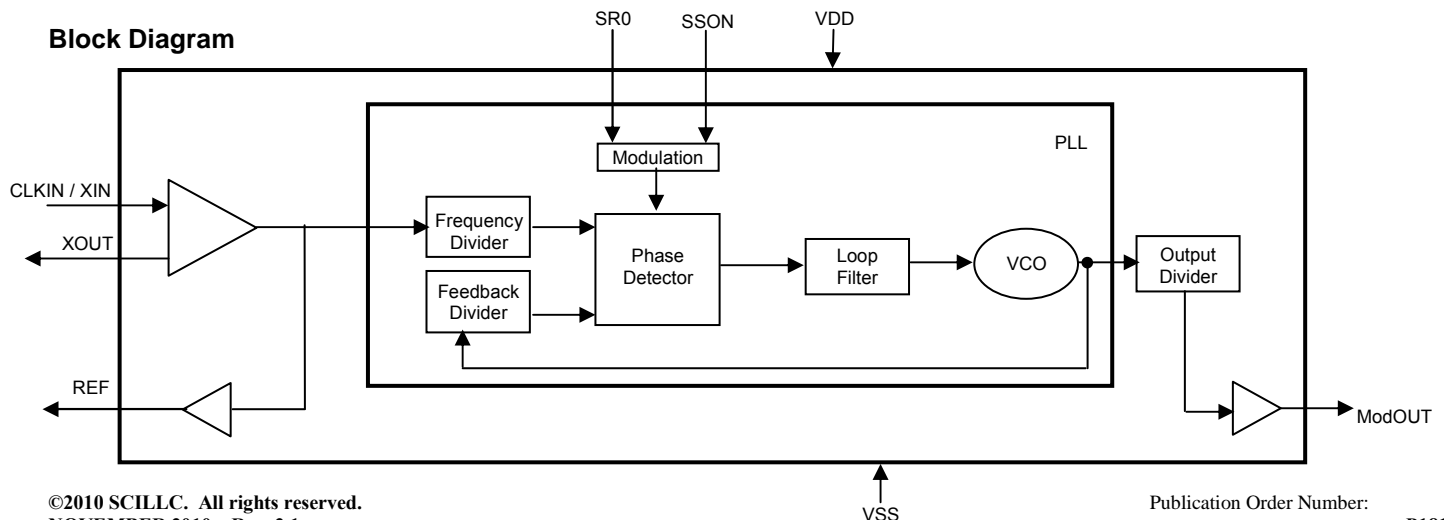 Block Diagram
SR0
SSON
VDD
PLL
Modulation
CLKIN / XIN
XOUT
REF
Frequency
Divider
Feedback
Divider
Phase
Detector
Loop
Filter
VCO
Output
Divider
ModOUT
VSS
©2010 SCILLC. All rights reserved.
Publication Order Number: